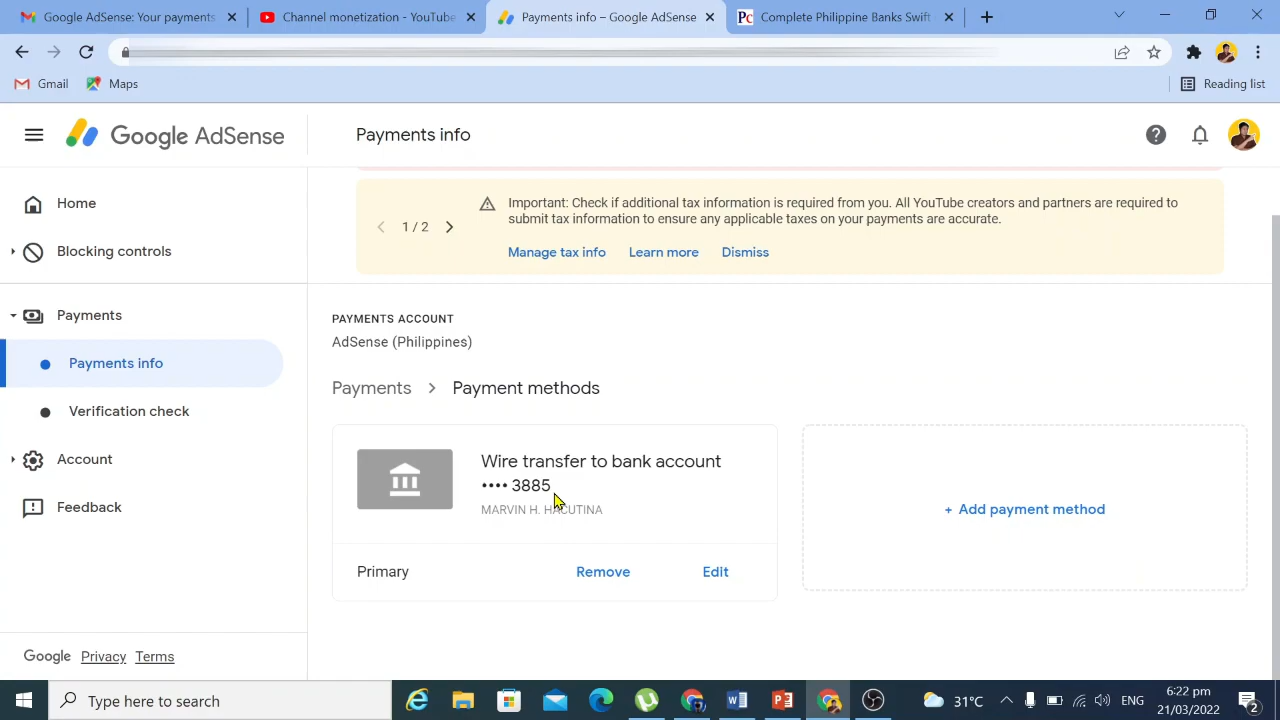 AdSense: Your payments
Channel monetization - YouTube
Payments info – Google AdSense
Pc Complete Philippine Banks Swift
Gmail
Maps
Reading list
Google AdSense
Payments info
Home
Blocking controls
Payments
Payments info
Verification check
Account
Feedback
Google Privacy Terms
1 / 2
Important: Check if additional tax information is required from you. All YouTube creators and partners are required to
submit tax information to ensure any applicable taxes on your payments are accurate.
Manage tax info Learn more Dismiss
PAYMENTS ACCOUNT
AdSense (Philippines)
Payments > Payment methods
Wire transfer to bank account
•••• 3885
MARVIN H. HACUTINA
Primary
Remove
Edit
+ Add payment method
Type here to search
31°C
ENG
6:22 pm
21/03/2022
2